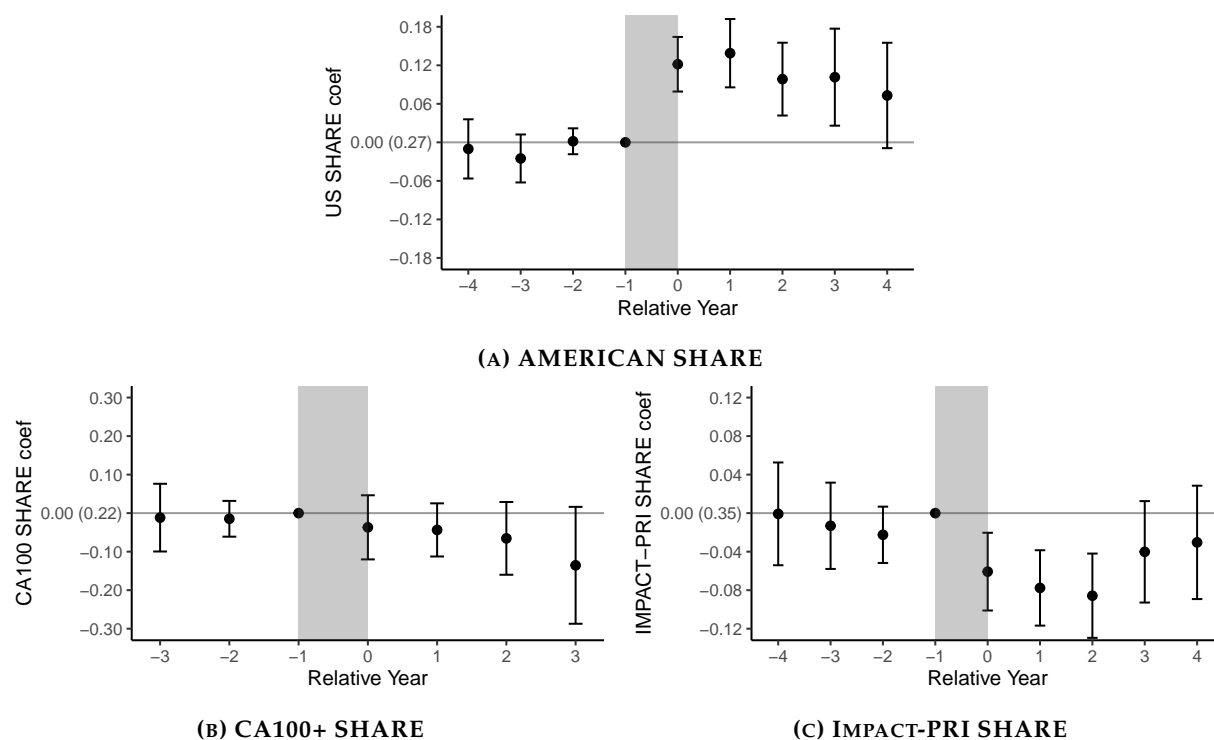 0.18
0.12
0.06
0.00 (0.27)
−0.06
−0.12
−0.18
US SHARE coef
−4 −3 −2 −1 0 1 2 3 4
Relative Year
(A) AMERICAN SHARE
0.30
0.20
0.10
0.00 (0.22)
−0.10
−0.20
−0.30
CA100 SHARE coef
−3 −2 −1 0 1 2 3
Relative Year
(B) CA100+ SHARE
0.12
0.08
0.04
0.00 (0.35)
−0.04
−0.08
−0.12
IMPACT−PRI SHARE coef
−4 −3 −2 −1 0 1 2 3 4
Relative Year
(C) IMPACT-PRI SHARE